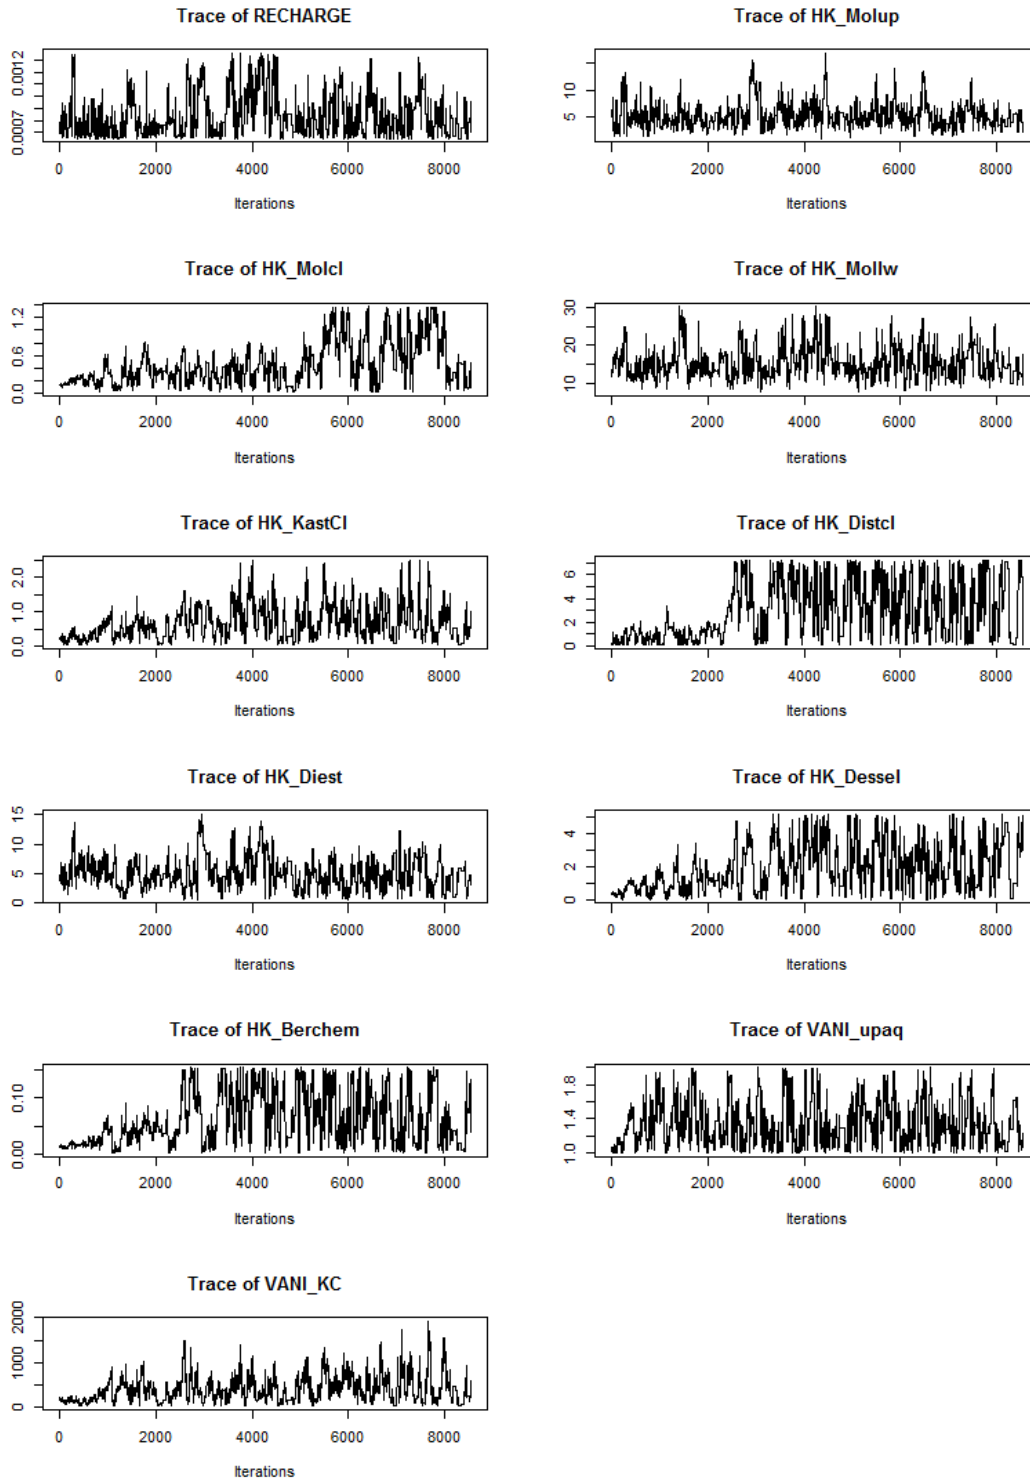 Trace of RECHARGE
0.0007 0.0012
0 2000 4000 6000 8000
Iterations
Trace of HK_Molup
5 10
0 2000 4000 6000 8000
Iterations
Trace of HK_Molcl
0.0 0.6 1.2
0 2000 4000 6000 8000
Iterations
Trace of HK_Mollw
10 20 30
0 2000 4000 6000 8000
Iterations
Trace of HK_KastCl
0.0 1.0 2.0
0 2000 4000 6000 8000
Iterations
Trace of HK_Distcl
0 2 4 6
0 2000 4000 6000 8000
Iterations
Trace of HK_Diest
0 5 10 15
0 2000 4000 6000 8000
Iterations
Trace of HK_Dessel
0 2 4
0 2000 4000 6000 8000
Iterations
Trace of HK_Berchem
0.00 0.10
0 2000 4000 6000 8000
Iterations
Trace of VANI_upaq
1.0 1.4 1.8
0 2000 4000 6000 8000
Iterations
Trace of VANI_KC
0 1000 2000
0 2000 4000 6000 8000
Iterations